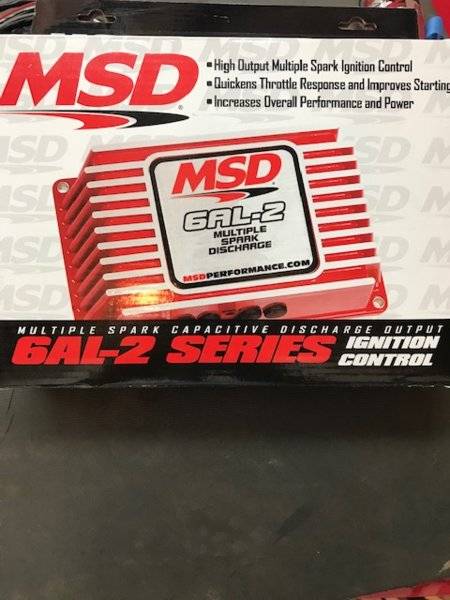 MSD
• High Output Multiple Spark Ignition Control
• Quickens Throttle Response and Improves Starting
• Increases Overall Performance and Power
MSD
6AL-2
MULTIPLE
SPARK
DISCHARGE
MSDPERFORMANCE.COM
MULTIPLE SPARK CAPACITIVE DISCHARGE OUTPUT
6AL-2 SERIES IGNITION
CONTROL